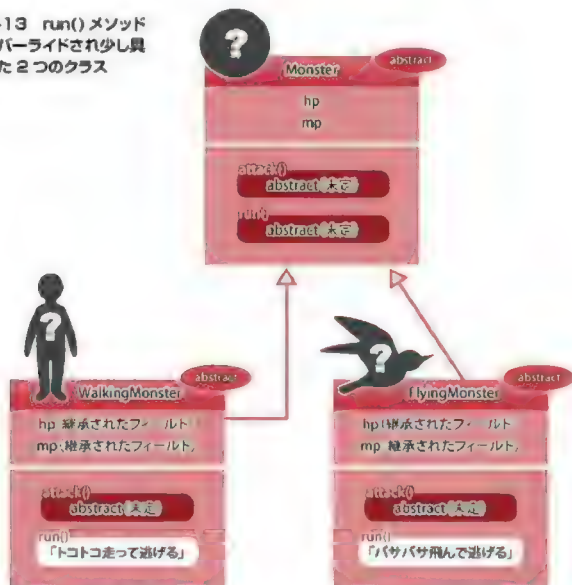 13 run()メソッド
バーライドされ少し具
た2つのクラス
?
Monster
abstract
hp
mp
attack()
abstract(未定)
run()
abstract(未定)
?
WalkingMonster
abstract
hp(継承されたフィールド)
mp(継承されたフィールド)
attack()
abstract(未定)
run()
「トコトコ走って逃げる」
?
FlyingMonster
abstract
hp(継承されたフィールド
mp(継承されたフィールド)
attack()
abstract(未定)
run()
「バサバサ飛んで逃げる」